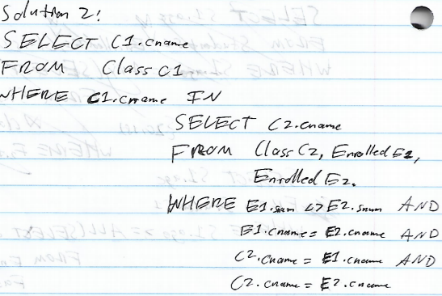 Solution 2:
SELECT C1.cname
FROM Class C1
WHERE C1.cname IN
SELECT C2.cname
FROM Class C2, Enrolled E1,
Enrolled E2.
WHERE E1.snum <> E2.snum AND
E1.cname = E2.cname AND
C2.cname = E1.cname AND
C2.cname = E2.cname